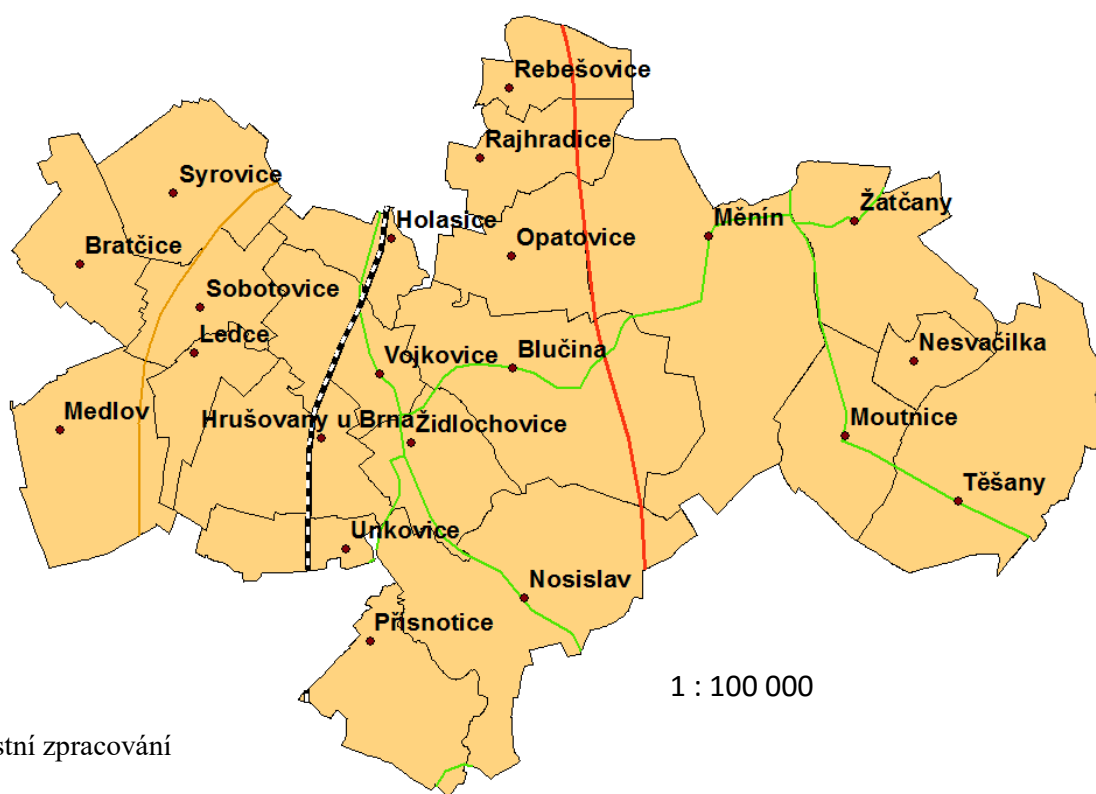 Rebešovice
Rajhradice
Syrovice
Žatčany
Holasice
Měnín
Bratčice
Opatovice
Sobotovice
Ledce
Vojkovice
Blučina
Nesvačilka
Medlov
Hrušovany u Brna
Židlochovice
Moutnice
Těšany
Unkovice
Nosislav
Přísnotice
1 : 100 000
stní zpracování